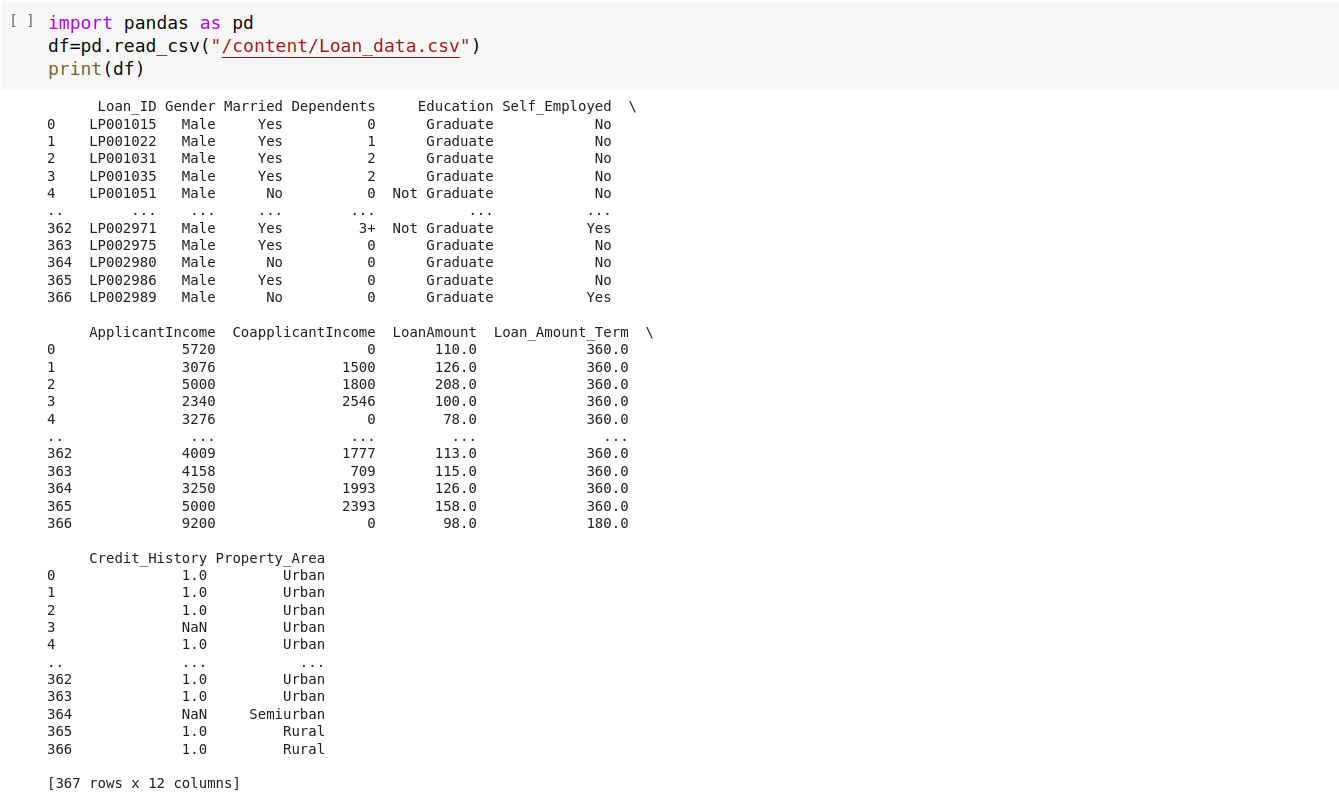 [ ] import pandas as pd
df=pd.read_csv("/content/Loan_data.csv")
print(df)
Loan_ID Gender Married Dependents     Education Self_Employed  \
0    LP001015   Male     Yes          0      Graduate            No
1    LP001022   Male     Yes          1      Graduate            No
2    LP001031   Male     Yes          2      Graduate            No
3    LP001035   Male     Yes          2      Graduate            No
4    LP001051   Male      No          0  Not Graduate            No
..        ...    ...     ...        ...           ...           ...
362  LP002971   Male     Yes         3+  Not Graduate           Yes
363  LP002975   Male     Yes          0      Graduate            No
364  LP002980   Male      No          0      Graduate            No
365  LP002986   Male     Yes          0      Graduate            No
366  LP002989   Male      No          0      Graduate           Yes
ApplicantIncome  CoapplicantIncome  LoanAmount  Loan_Amount_Term  \
0               5720                  0       110.0             360.0
1               3076               1500       126.0             360.0
2               5000               1800       208.0             360.0
3               2340               2546       100.0             360.0
4               3276                  0        78.0             360.0
..               ...                ...         ...               ...
362             4009               1777       113.0             360.0
363             4158                709       115.0             360.0
364             3250               1993       126.0             360.0
365             5000               2393       158.0             360.0
366             9200                  0        98.0             180.0
Credit_History Property_Area
0               1.0         Urban
1               1.0         Urban
2               1.0         Urban
3               NaN         Urban
4               1.0         Urban
..              ...           ...
362             1.0         Urban
363             1.0         Urban
364             NaN     Semiurban
365             1.0         Rural
366             1.0         Rural
[367 rows x 12 columns]